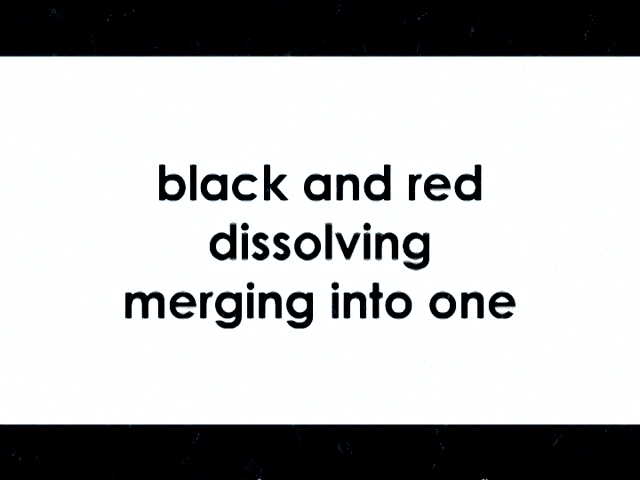 black and red
dissolving
merging into one